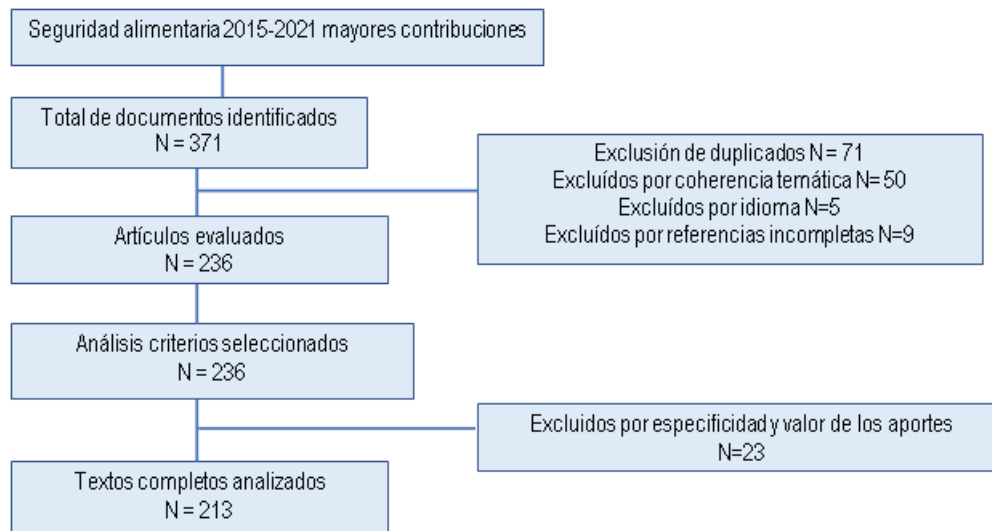 Seguridad alimentaria 2015-2021 mayores contribuciones
Total de documentos identificados
N = 371
Exclusión de duplicados N= 71
Excluídos por coherencia temática N= 50
Excluídos por idioma N=5
Excluídos por referencias incompletas N=9
Artículos evaluados
N = 236
Análisis criterios seleccionados
N = 236
Excluidos por especificidad y valor de los aportes
N=23
Textos completos analizados
N = 213